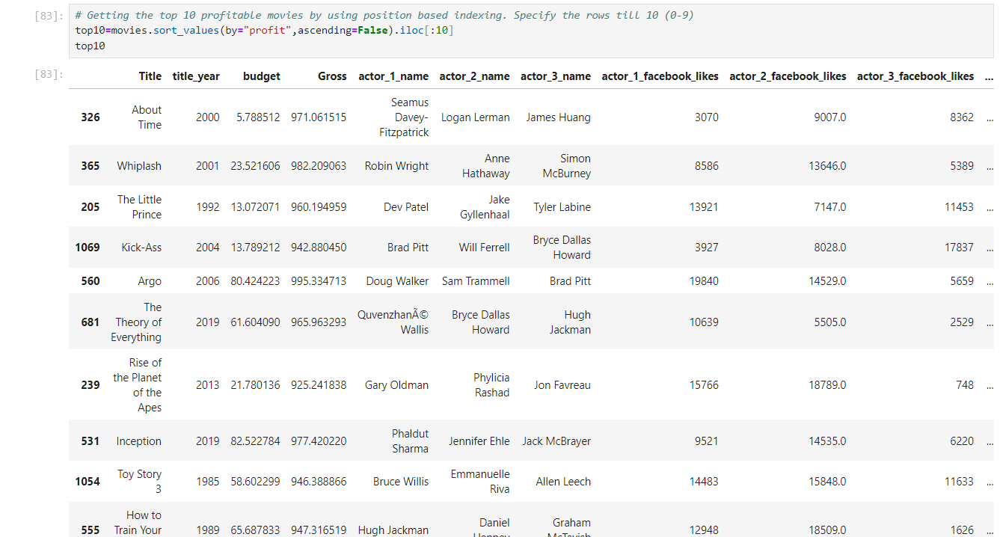 [83]: # Getting the top 10 profitable movies by using position based indexing. Specify the rows till 10 (0-9)
top10=movies.sort_values(by="profit",ascending=False).iloc[:10]
top10
[83]:
Title title_year budget Gross actor_1_name actor_2_name actor_3_name actor_1_facebook_likes actor_2_facebook_likes actor_3_facebook_likes ...
326 About Time 2000 5.788512 971.061515 Seamus Davey-Fitzpatrick Logan Lerman James Huang 3070 9007.0 8362 ...
365 Whiplash 2001 23.521606 982.209063 Robin Wright Anne Hathaway Simon McBurney 8586 13646.0 5389 ...
205 The Little Prince 1992 13.072071 960.194959 Dev Patel Jake Gyllenhaal Tyler Labine 13921 7147.0 11453 ...
1069 Kick-Ass 2004 13.789212 942.880450 Brad Pitt Will Ferrell Bryce Dallas Howard 3927 8028.0 17837 ...
560 Argo 2006 80.424223 995.334713 Doug Walker Sam Trammell Brad Pitt 19840 14529.0 5659 ...
681 The Theory of Everything 2019 61.604090 965.963293 QuvenzhanÃ© Wallis Bryce Dallas Howard Hugh Jackman 10639 5505.0 2529 ...
239 Rise of the Planet of the Apes 2013 21.780136 925.241838 Gary Oldman Phylicia Rashad Jon Favreau 15766 18789.0 748 ...
531 Inception 2019 82.522784 977.420220 Phaldut Sharma Jennifer Ehle Jack McBrayer 9521 14535.0 6220 ...
1054 Toy Story 3 1985 58.602299 946.388866 Bruce Willis Emmanuelle Riva Allen Leech 14483 15848.0 11633 ...
555 How to Train Your 1989 65.687833 947.316519 Hugh Jackman Daniel Graham 12948 18509.0 1626 ...